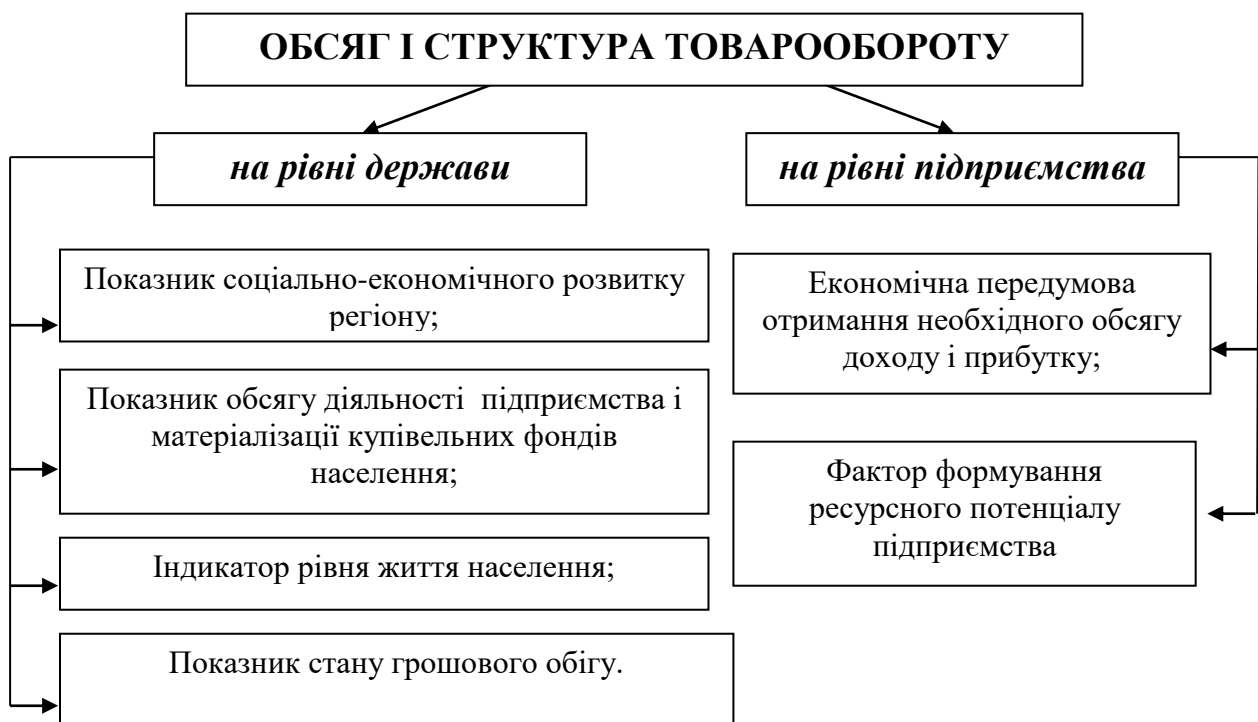 ОБСЯГ І СТРУКТУРА ТОВАРООБОРОТУ
на рівні держави
Показник соціально-економічного розвитку
регіону;
Показник обсягу діяльності підприємства і
матеріалізації купівельних фондів
населення;
Індикатор рівня життя населення;
Показник стану грошового обігу.
на рівні підприємства
Економічна передумова
отримання необхідного обсягу
доходу і прибутку;
Фактор формування
ресурсного потенціалу
підприємства